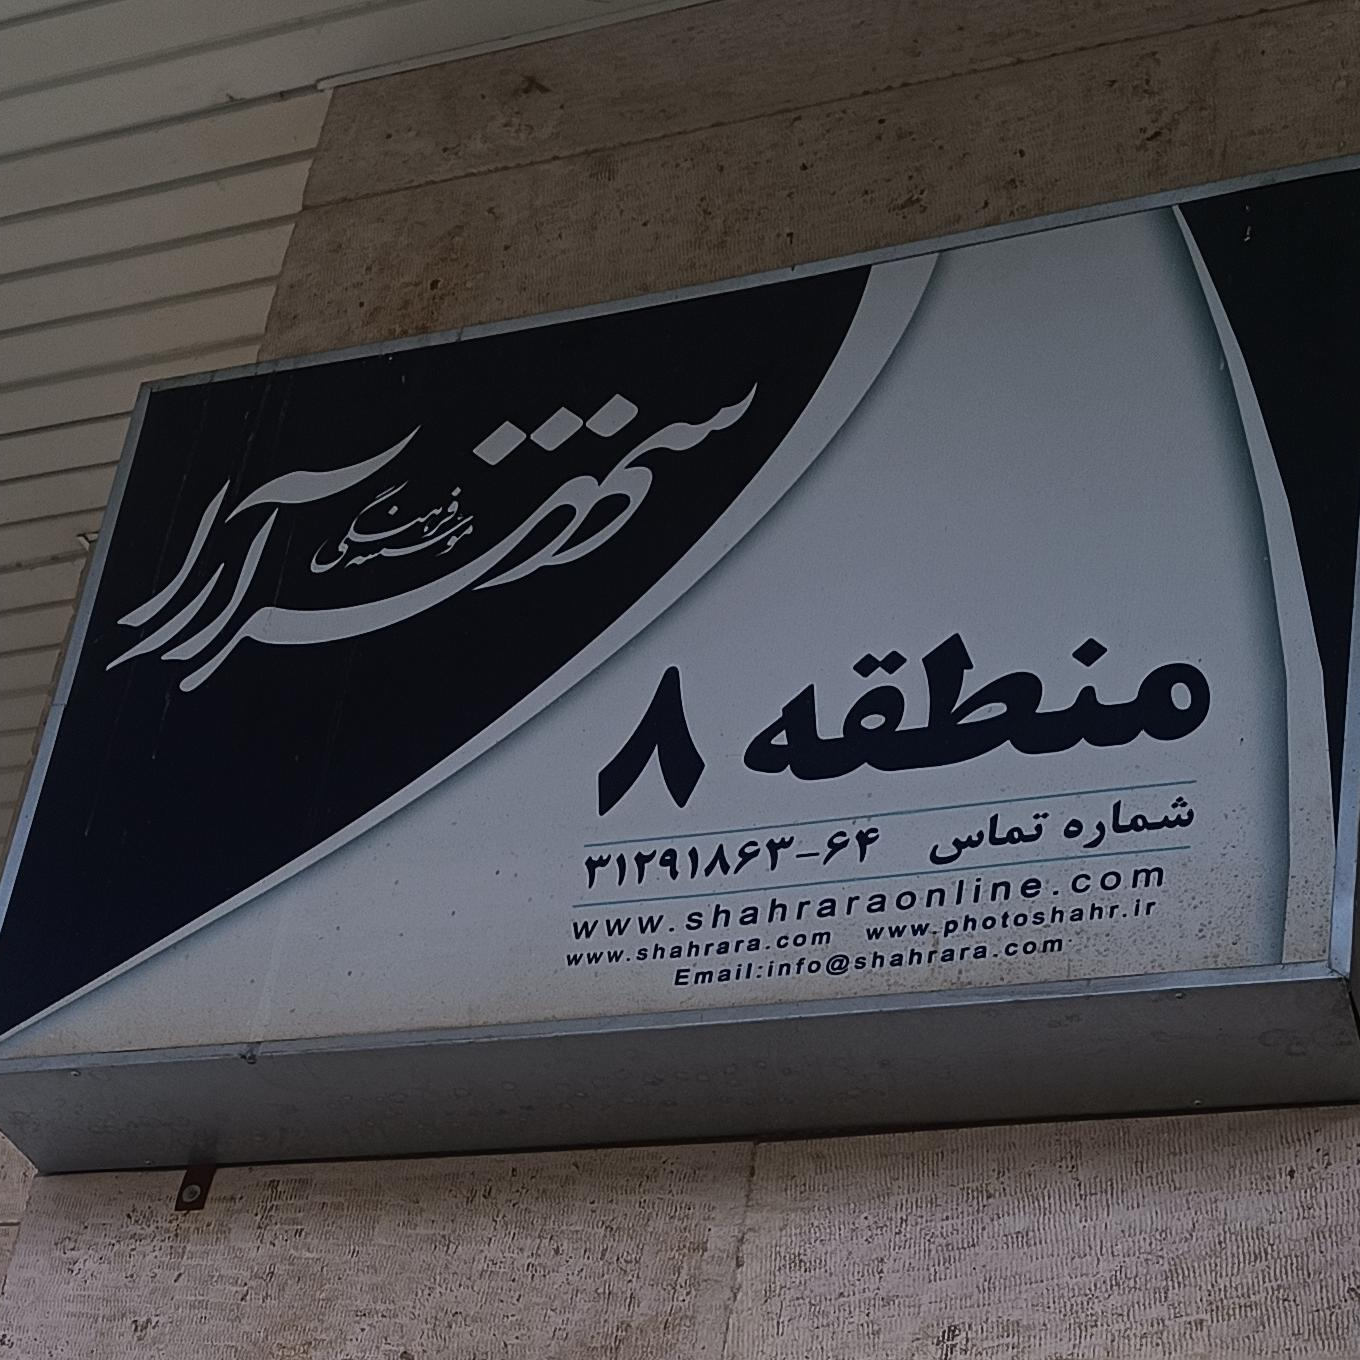 شهرآرا
مؤسسه فرهنگی
منطقه ۸
شماره تماس ۳۱۲۹۱۸۶۳-۶۴
www.shahraraonline.com
www.shahrara.com www.photoshahr.ir
Email:info@shahrara.com